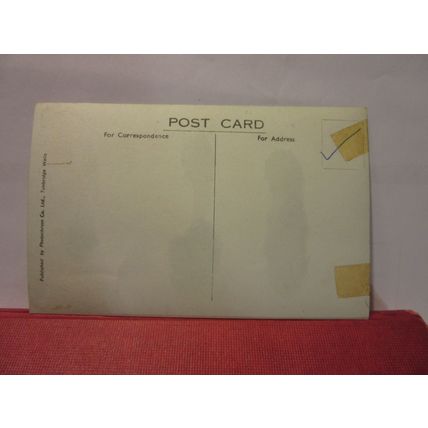 POST CARD
For Correspondence
For Address
Published by Photochrom Co. Ltd., Tunbridge Wells